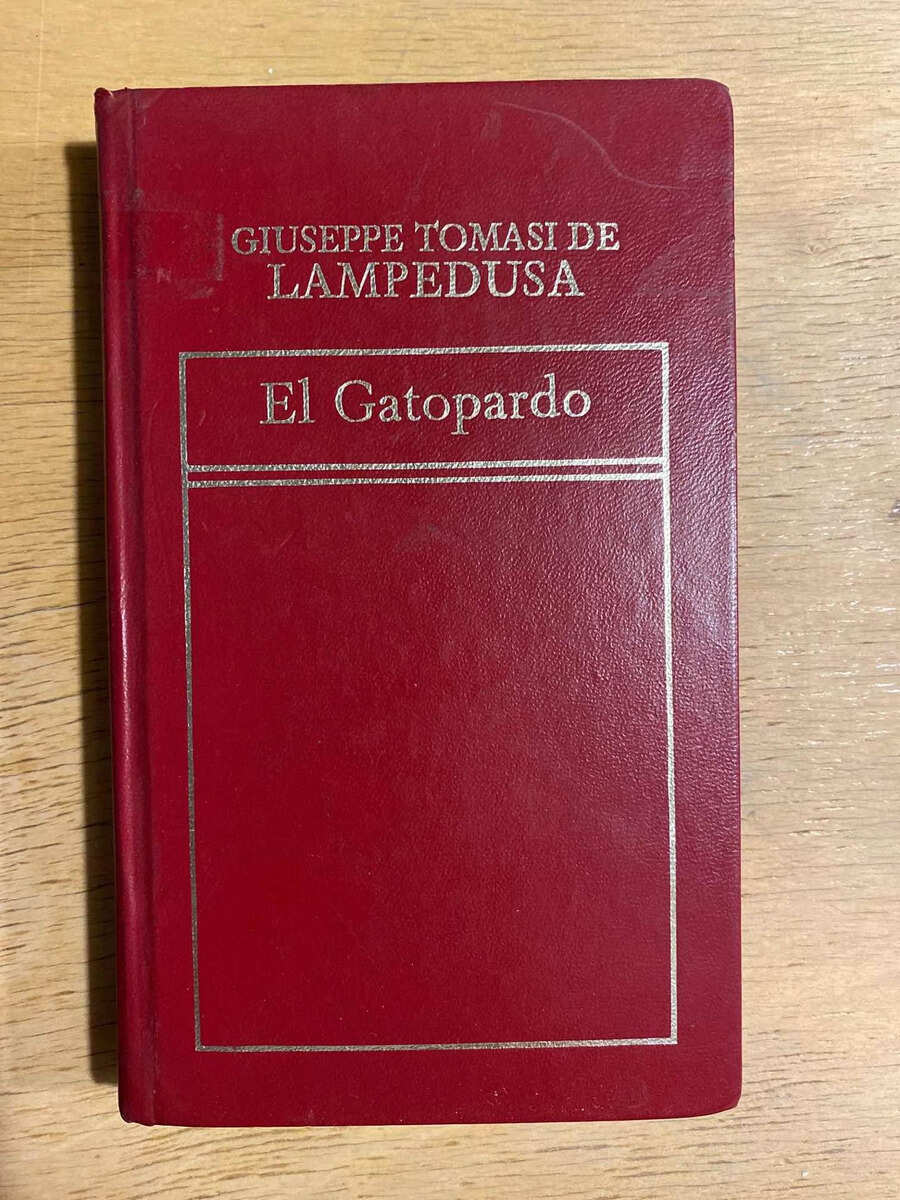 GIUSEPPE TOMASI DE
LAMPEDUSA
El Gatopardo